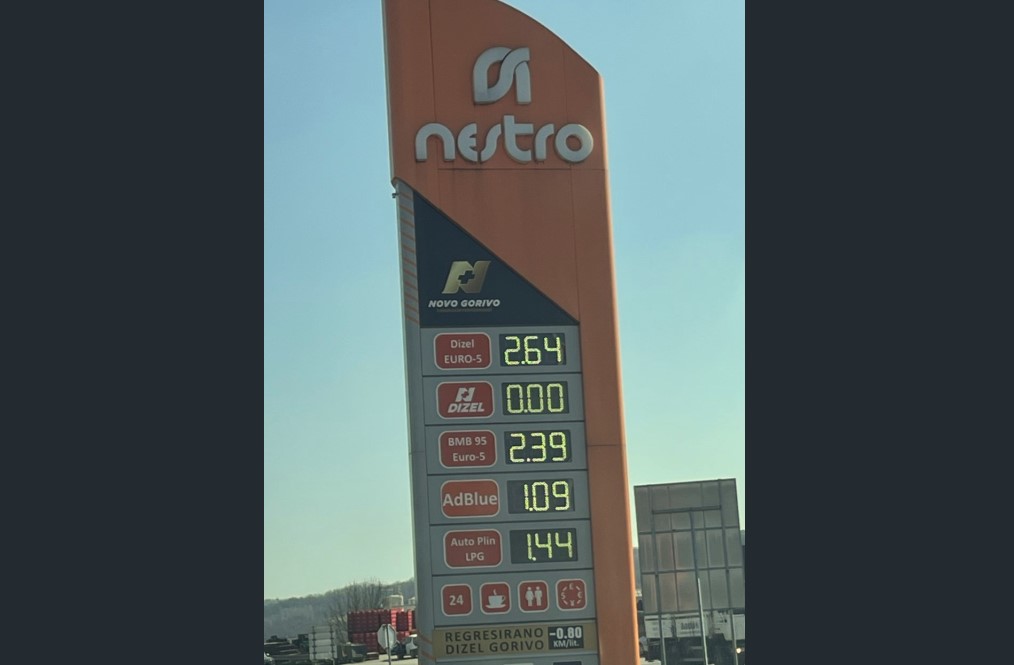 nestro
NOVO GORIVO
Dizel
EURO-5
2.64
DIZEL
0.00
BMB 95
Euro-5
2.39
AdBlue
1.09
Auto Plin
LPG
1.44
24
REGRESIRANO
DIZEL GORIVO
-0.80
KM/lit.